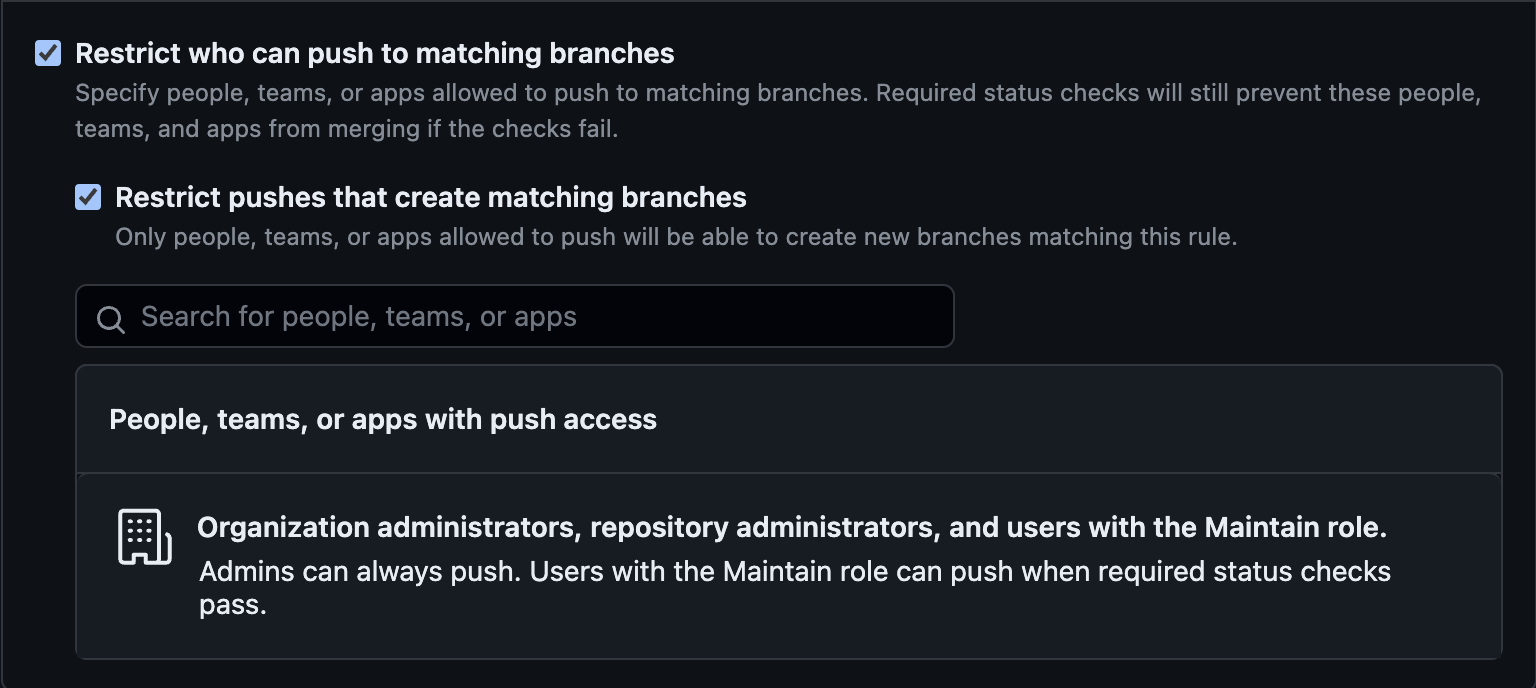 Restrict who can push to matching branches
Specify people, teams, or apps allowed to push to matching branches. Required status checks will still prevent these people,
teams, and apps from merging if the checks fail.
Restrict pushes that create matching branches
Only people, teams, or apps allowed to push will be able to create new branches matching this rule.
Search for people, teams, or apps
People, teams, or apps with push access
Organization administrators, repository administrators, and users with the Maintain role.
Admins can always push. Users with the Maintain role can push when required status checks
pass.